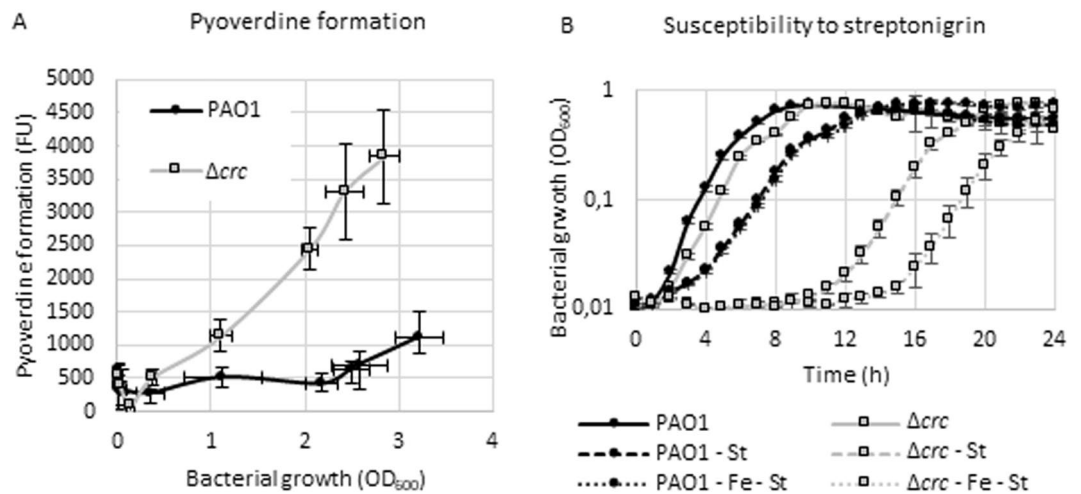 A
Pyoverdine formation
Pyoverdine formation (FU)
5000
4500
4000
3500
3000
2500
2000
1500
1000
500
0
PAO1
Δcrc
0 1 2 3 4
Bacterial growth (OD600)
B
Susceptibility to streptonigrin
Bacterial grwoth (OD600)
1
0,1
0,01
0 4 8 12 16 20 24
Time (h)
PAO1 Δcrc
PAO1 - St Δcrc - St
PAO1 - Fe - St Δcrc - Fe - St